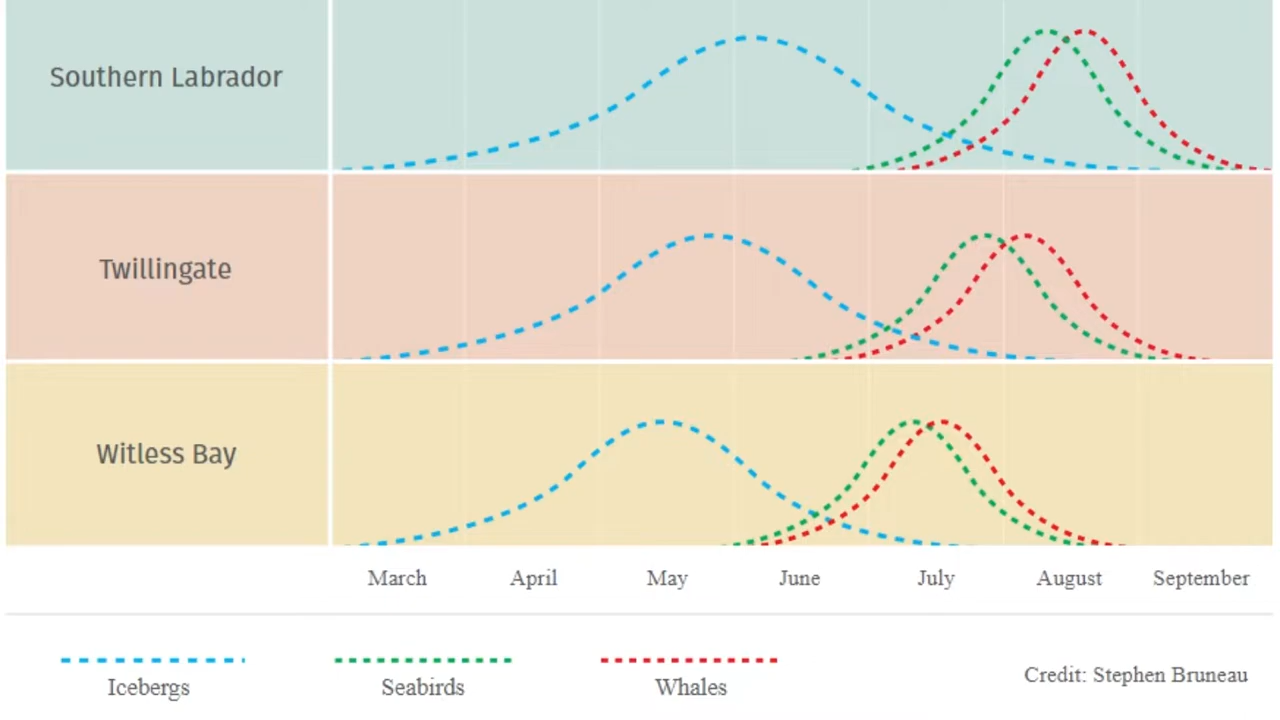 Southern Labrador
Twillingate
Witless Bay
March April May June July August September
Icebergs Seabirds Whales
Credit: Stephen Bruneau